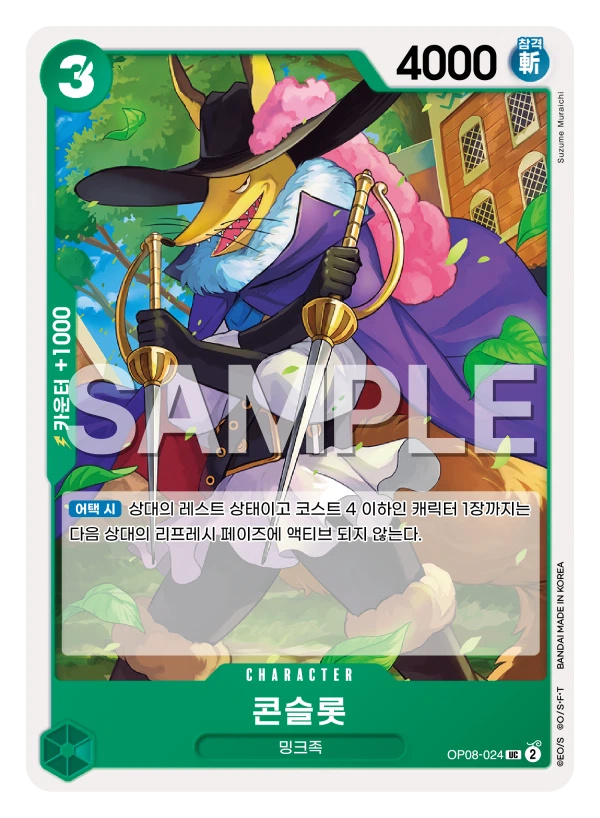 3
4000
참격
斬
Suzume Muraichi
카운터 +1000
SAMPLE
어택 시 상대의 레스트 상태이고 코스트 4 이하인 캐릭터 1장까지는
다음 상대의 리프레시 페이즈에 액티브 되지 않는다.
CHARACTER
콘슬롯
밍크족
OP08-024 UC 2
©EO/S ©O/S·F·T BANDAI MADE IN KOREA